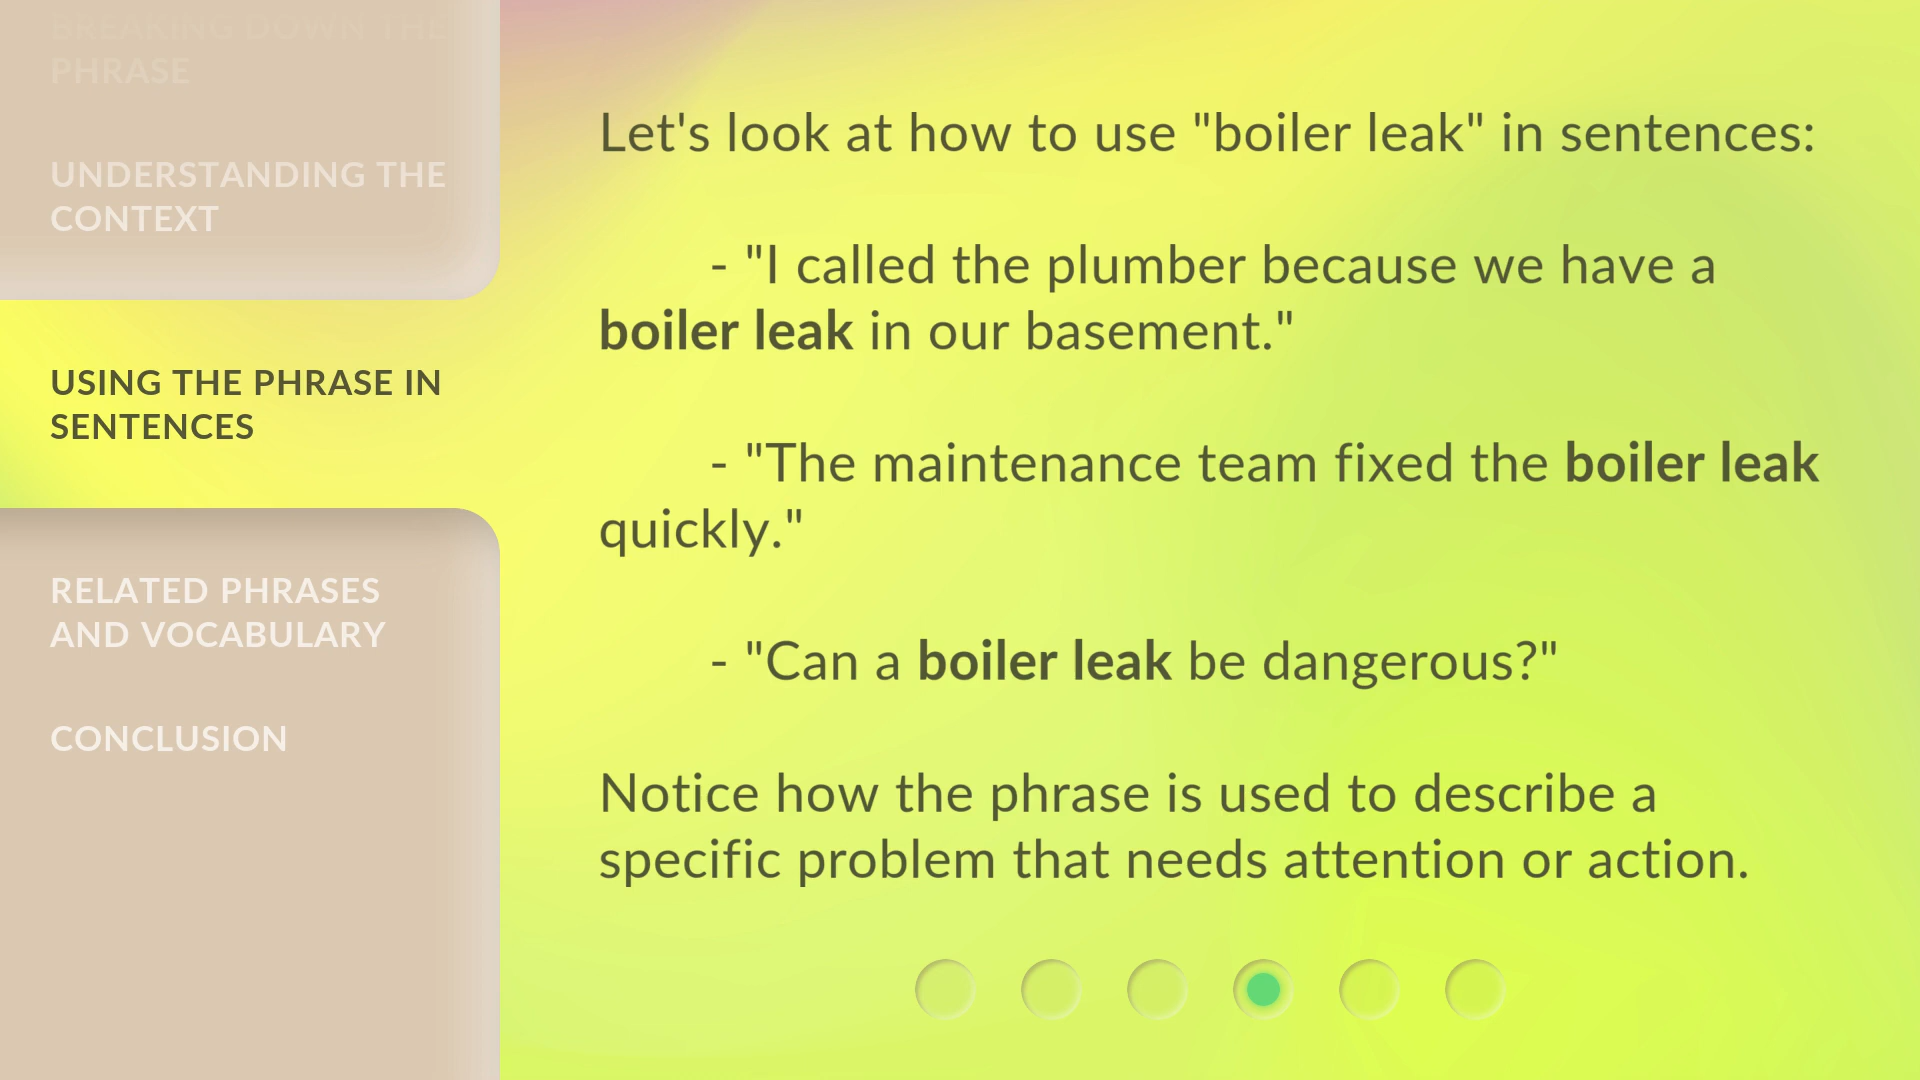 BREAKING DOWN THE
PHRASE
UNDERSTANDING THE
CONTEXT
USING THE PHRASE IN
SENTENCES
RELATED PHRASES
AND VOCABULARY
CONCLUSION
Let's look at how to use "boiler leak" in sentences:
- "I called the plumber because we have a
boiler leak in our basement."
- "The maintenance team fixed the boiler leak
quickly."
- "Can a boiler leak be dangerous?"
Notice how the phrase is used to describe a
specific problem that needs attention or action.